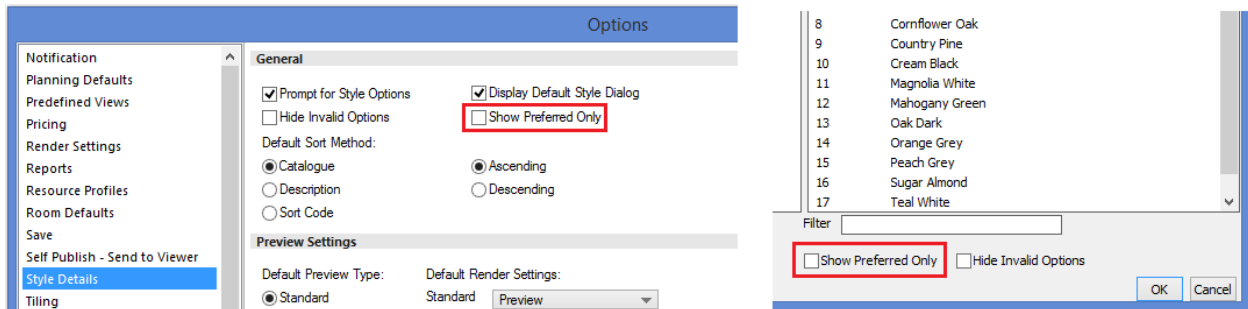 Options
Notification
Planning Defaults
Predefined Views
Pricing
Render Settings
Reports
Resource Profiles
Room Defaults
Save
Self Publish - Send to Viewer
Style Details
Tiling
General
Prompt for Style Options Display Default Style Dialog
Hide Invalid Options Show Preferred Only
Default Sort Method:
Catalogue Ascending
Description Descending
Sort Code
Preview Settings
Default Preview Type: Default Render Settings:
Standard Standard Preview
8 Cornflower Oak
9 Country Pine
10 Cream Black
11 Magnolia White
12 Mahogany Green
13 Oak Dark
14 Orange Grey
15 Peach Grey
16 Sugar Almond
17 Teal White
Filter
Show Preferred Only Hide Invalid Options
OK Cancel